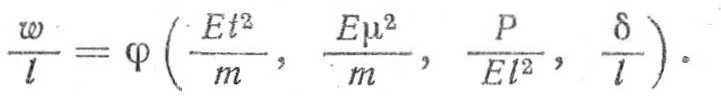 w/l = φ ( Et²/m, Eμ²/m, P/El², δ/l ).